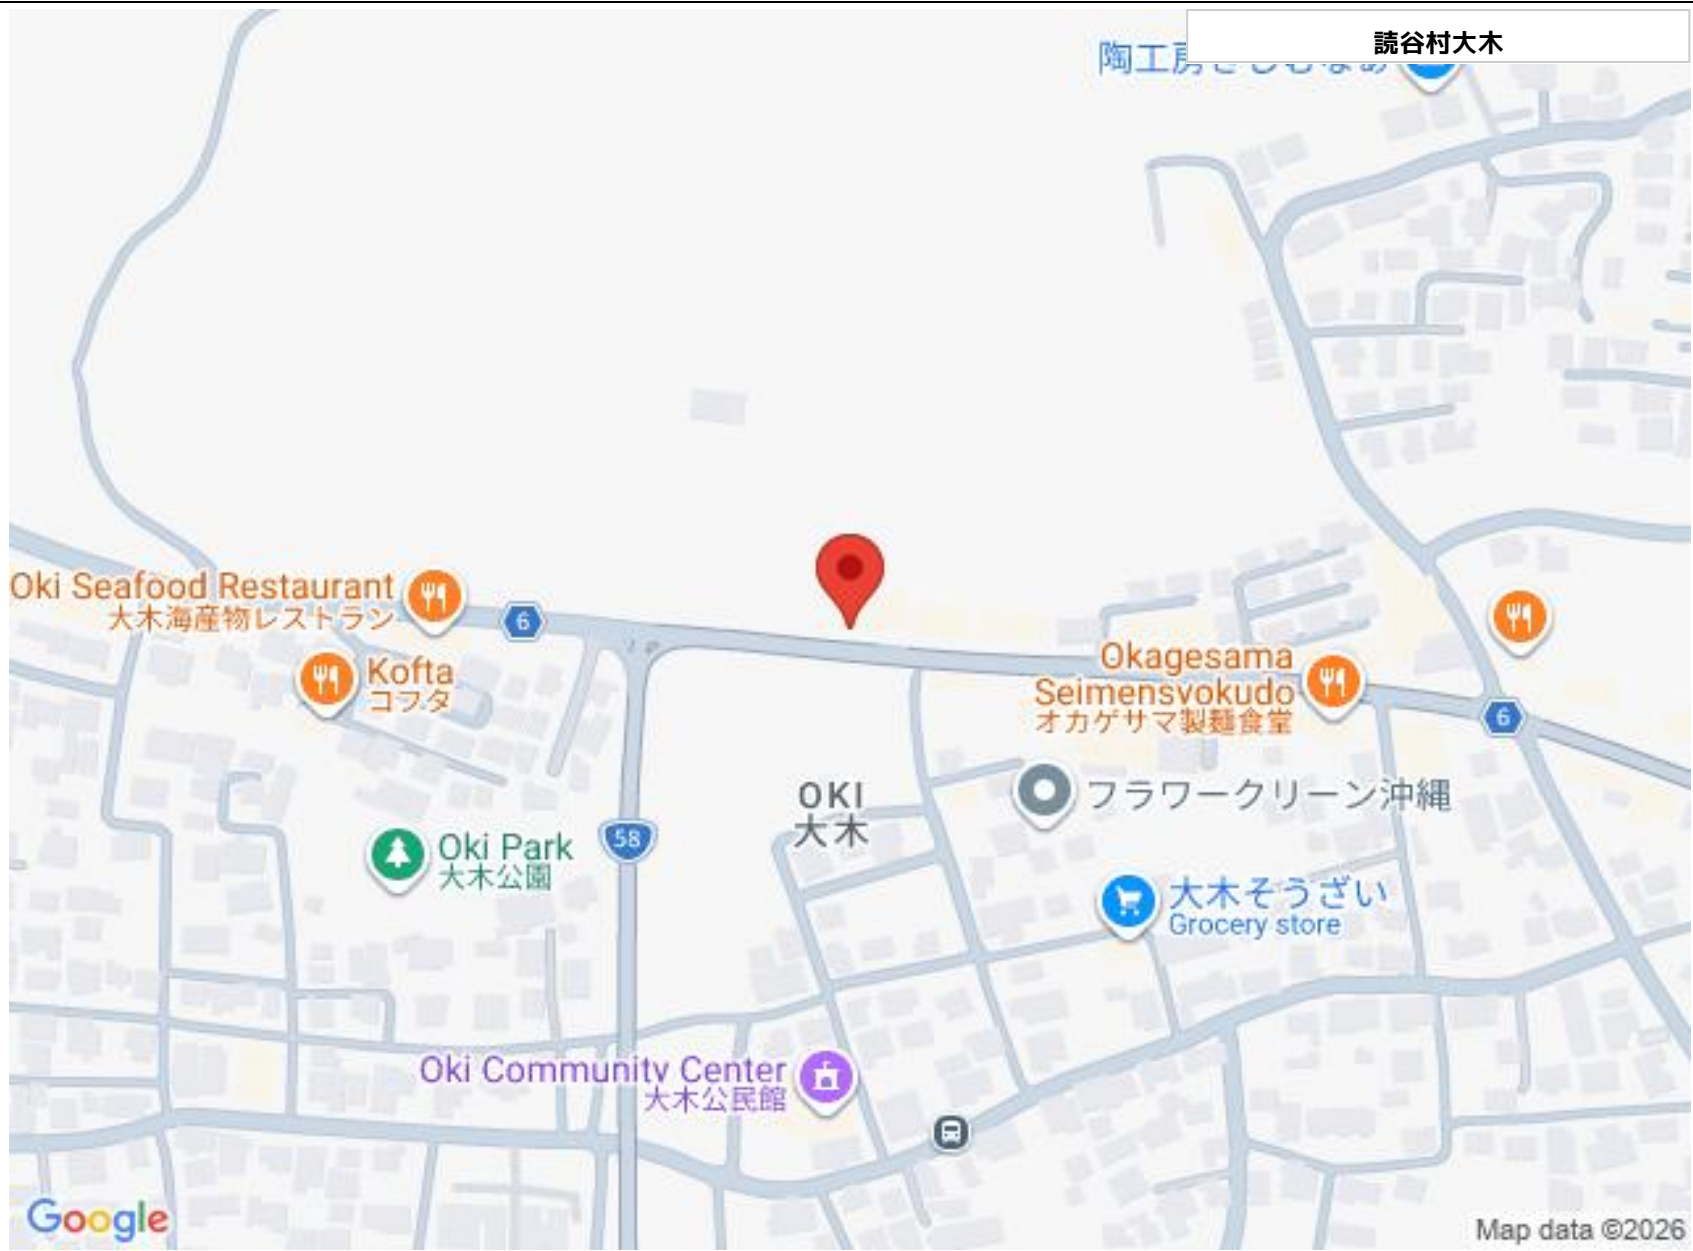 読谷村大木
陶工房
Oki Seafood Restaurant
大木海産物レストラン
6
Kofta
コフタ
Okagesama
Seimensyokudo
オカゲサマ製麺食堂
6
OKI
大木
フラワークリーン沖縄
58
Oki Park
大木公園
大木そうざい
Grocery store
Oki Community Center
大木公民館
Google
Map data ©2026